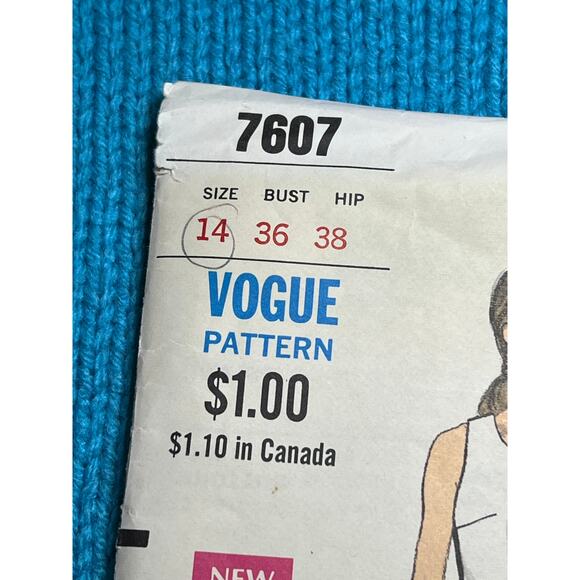 7607
SIZE BUST HIP
14 36 38
VOGUE
PATTERN
$1.00
$1.10 in Canada
NEW